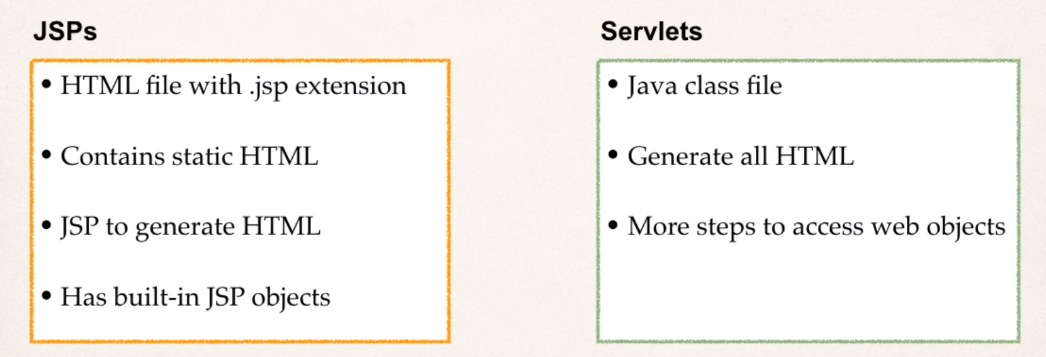 JSPs
• HTML file with .jsp extension
• Contains static HTML
• JSP to generate HTML
• Has built-in JSP objects
Servlets
• Java class file
• Generate all HTML
• More steps to access web objects